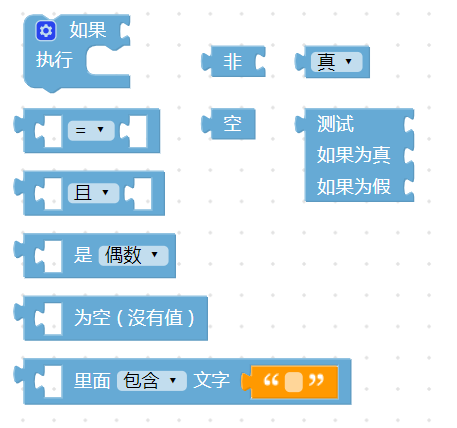 如果
执行
非
真
=
空
测试
如果为真
如果为假
且
是 偶数
为空（沒有值）
里面 包含 文字 “ ”